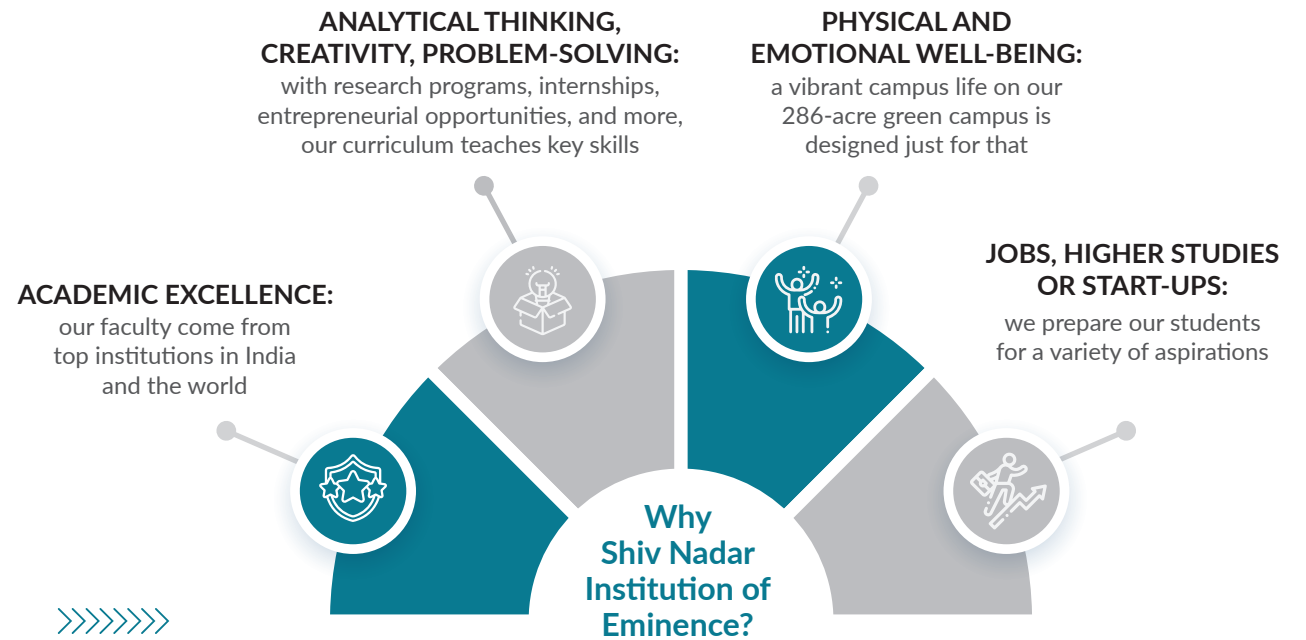 ANALYTICAL THINKING,
CREATIVITY, PROBLEM-SOLVING:
with research programs, internships,
entrepreneurial opportunities, and more,
our curriculum teaches key skills
PHYSICAL AND
EMOTIONAL WELL-BEING:
a vibrant campus life on our
286-acre green campus is
designed just for that
ACADEMIC EXCELLENCE:
our faculty come from
top institutions in India
and the world
JOBS, HIGHER STUDIES
OR START-UPS:
we prepare our students
for a variety of aspirations
Why
Shiv Nadar
Institution of
Eminence?